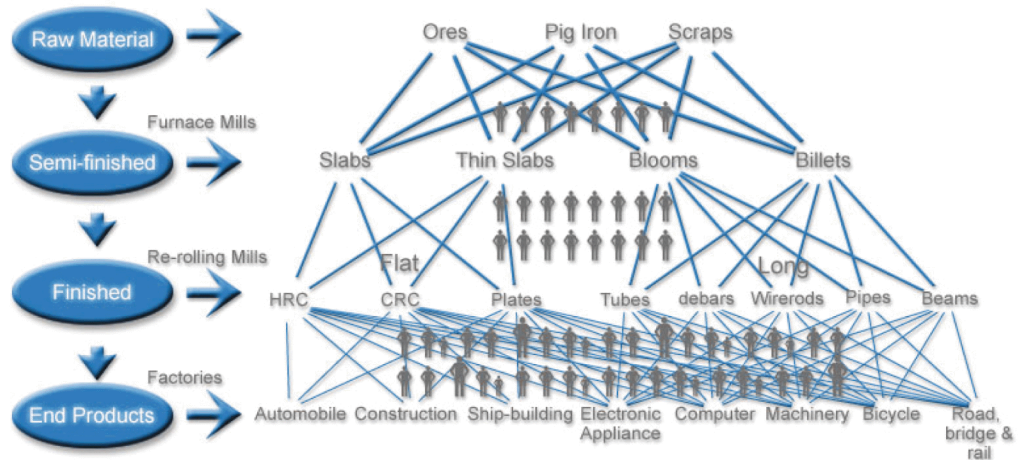 Raw Material
Ores Pig Iron Scraps
Furnace Mills
Semi-finished
Slabs Thin Slabs Blooms Billets
Re-rolling Mills
Flat Long
Finished
HRC CRC Plates Tubes debars Wirerods Pipes Beams
Factories
End Products
Automobile Construction Ship-building Electronic Computer Machinery Bicycle Road,
Appliance bridge &
rail